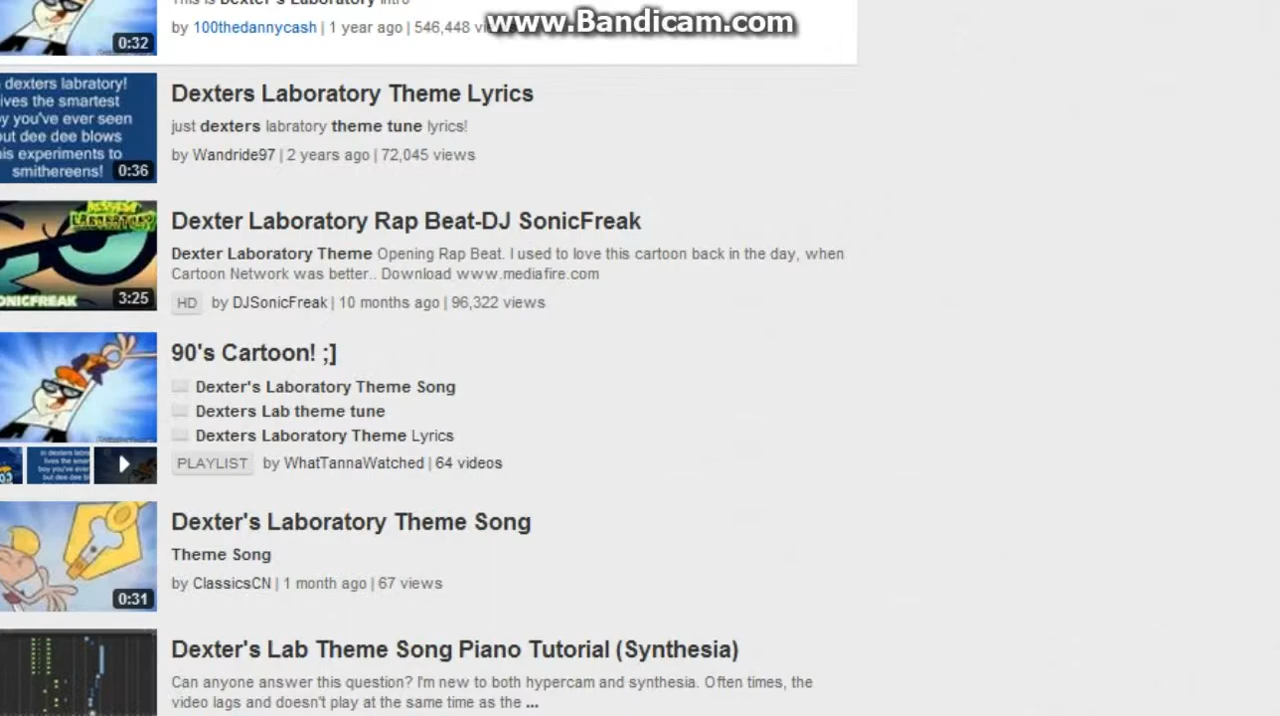 This is Dexter's Laboratory intro
www.Bandicam.com
0:32
by 100thedannycash | 1 year ago | 546,448 views
dexters labratory!
ives the smartest
y you've ever seen
ut dee dee blows
his experiments to
smithereens!
0:36
Dexters Laboratory Theme Lyrics
just dexters labratory theme tune lyrics!
by Wandride97 | 2 years ago | 72,045 views
LABORATORY
ONICFREAK
3:25
Dexter Laboratory Rap Beat-DJ SonicFreak
Dexter Laboratory Theme Opening Rap Beat. I used to love this cartoon back in the day, when
Cartoon Network was better.. Download www.mediafire.com
HD by DJSonicFreak | 10 months ago | 96,322 views
90's Cartoon! ;]
Dexter's Laboratory Theme Song
Dexters Lab theme tune
Dexters Laboratory Theme Lyrics
PLAYLIST by WhatTannaWatched | 64 videos
0:31
Dexter's Laboratory Theme Song
Theme Song
by ClassicsCN | 1 month ago | 67 views
Dexter's Lab Theme Song Piano Tutorial (Synthesia)
Can anyone answer this question? I'm new to both hypercam and synthesia. Often times, the
video lags and doesn't play at the same time as the ...